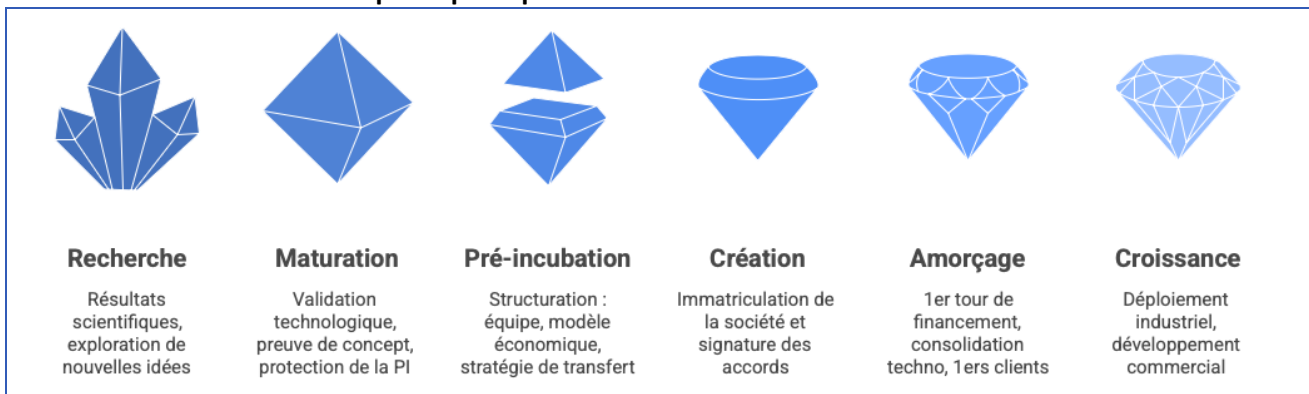 Recherche
Résultats
scientifiques,
exploration de
nouvelles idées
Maturation
Validation
technologique,
preuve de concept,
protection de la PI
Pré-incubation
Structuration :
équipe, modèle
économique,
stratégie de transfert
Création
Immatriculation de
la société et
signature des
accords
Amorçage
1er tour de
financement,
consolidation
techno, 1ers clients
Croissance
Déploiement
industriel,
développement
commercial